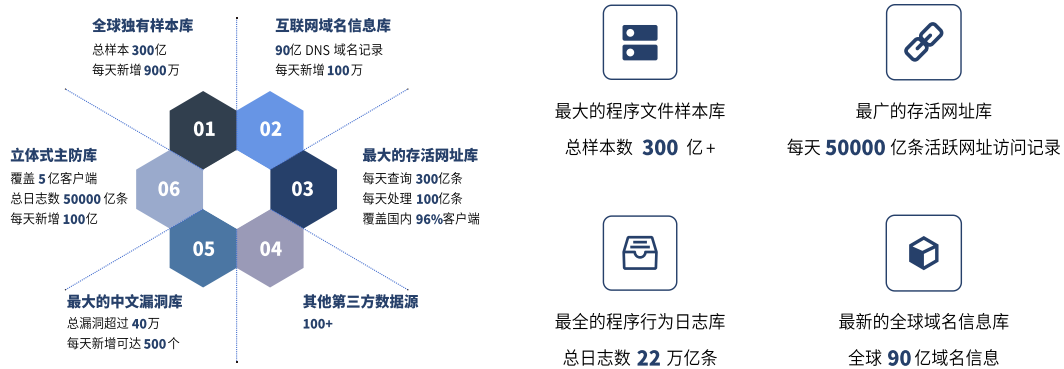 全球独有样本库
总样本 300亿
每天新增 900万
互联网域名信息库
90亿 DNS 域名记录
每天新增 100万
01
02
立体式主防库
覆盖 5亿客户端
总日志数 50000 亿条
每天新增 100亿
06
03
最大的存活网址库
每天查询 300亿条
每天处理 100亿条
覆盖国内 96%客户端
05
04
最大的中文漏洞库
总漏洞超过 40万
每天新增可达 500个
其他第三方数据源
100+
最大的程序文件样本库
总样本数 300 亿+
最广的存活网址库
每天 50000 亿条活跃网址访问记录
最全的程序行为日志库
总日志数 22 万亿条
最新的全球域名信息库
全球 90 亿域名信息